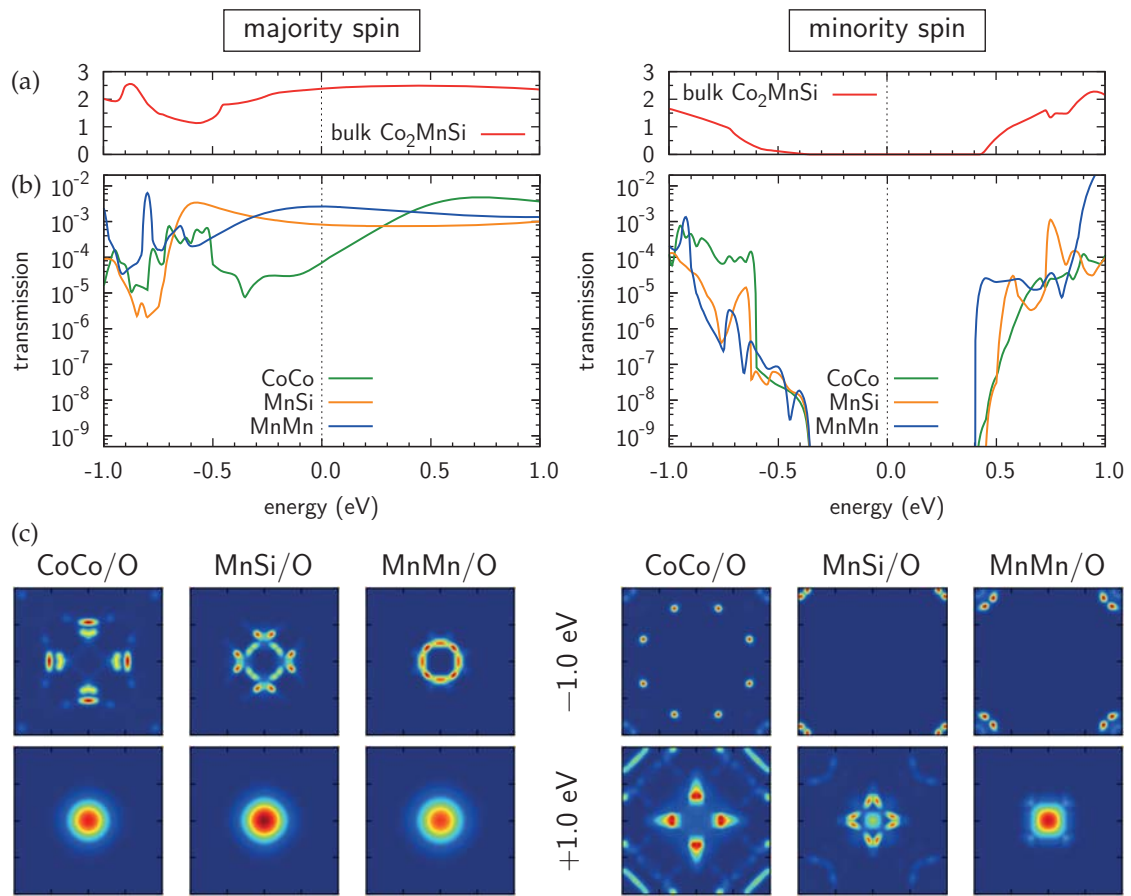 majority spin
minority spin
(a)
3
2
1
0
bulk Co₂MnSi
3
2
1
0
bulk Co₂MnSi
(b)
transmission
10⁻²
10⁻³
10⁻⁴
10⁻⁵
10⁻⁶
10⁻⁷
10⁻⁸
10⁻⁹
CoCo
MnSi
MnMn
-1.0 -0.5 0.0 0.5 1.0
energy (eV)
transmission
10⁻²
10⁻³
10⁻⁴
10⁻⁵
10⁻⁶
10⁻⁷
10⁻⁸
10⁻⁹
CoCo
MnSi
MnMn
-1.0 -0.5 0.0 0.5 1.0
energy (eV)
(c)
CoCo/O MnSi/O MnMn/O
CoCo/O MnSi/O MnMn/O
−1.0 eV
+1.0 eV